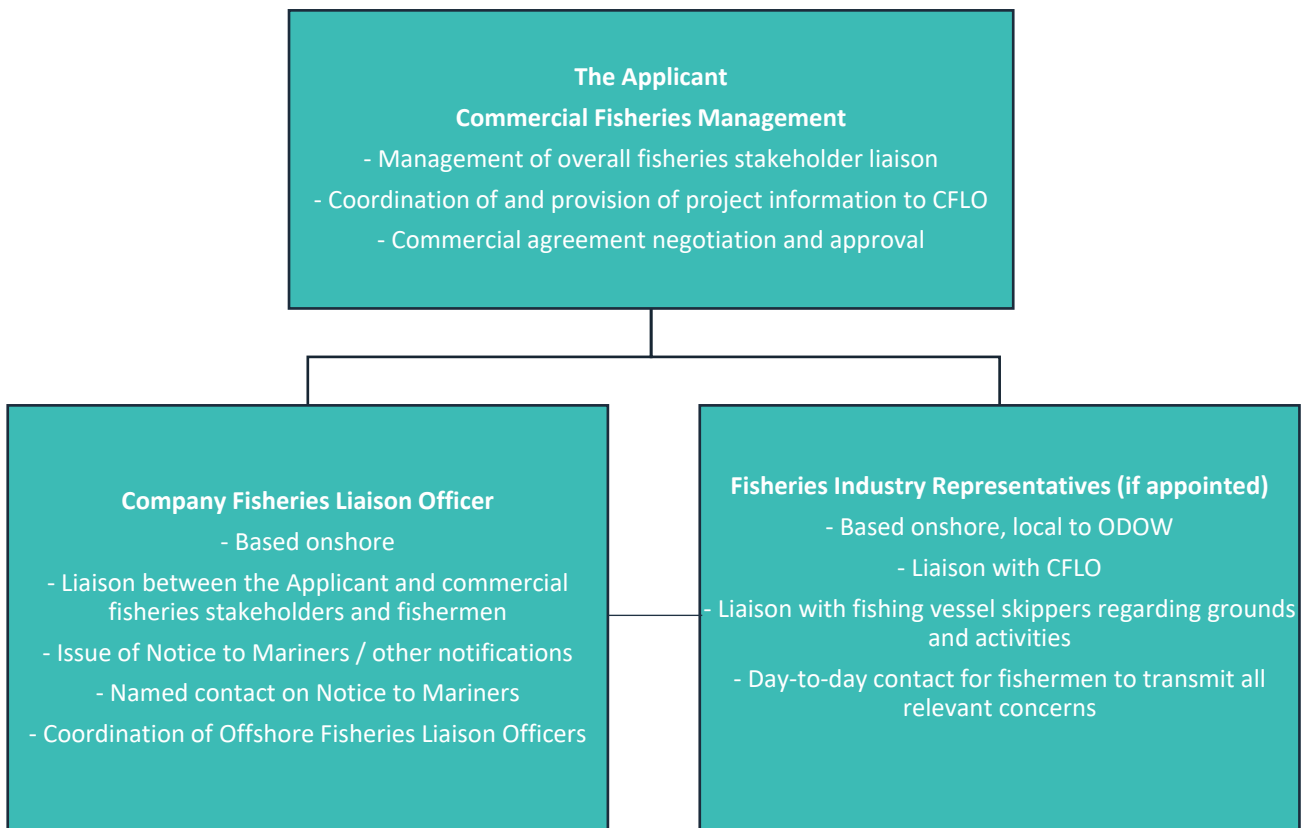 The Applicant
Commercial Fisheries Management
- Management of overall fisheries stakeholder liaison
- Coordination of and provision of project information to CFLO
- Commercial agreement negotiation and approval
Company Fisheries Liaison Officer
- Based onshore
- Liaison between the Applicant and commercial
fisheries stakeholders and fishermen
- Issue of Notice to Mariners / other notifications
- Named contact on Notice to Mariners
- Coordination of Offshore Fisheries Liaison Officers
Fisheries Industry Representatives (if appointed)
- Based onshore, local to ODOW
- Liaison with CFLO
- Liaison with fishing vessel skippers regarding grounds
and activities
- Day-to-day contact for fishermen to transmit all
relevant concerns